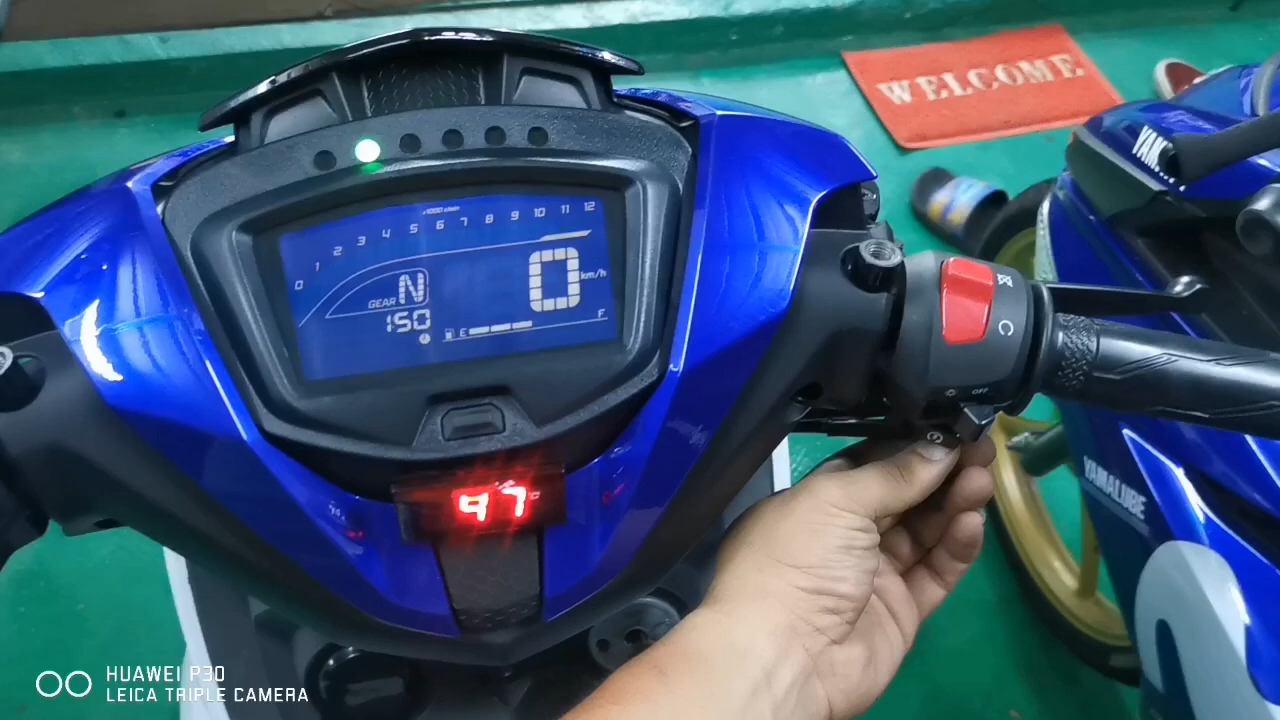 WELCOME
x1000 r/min
0 1 2 3 4 5 6 7 8 9 10 11 12
GEAR N
0 km/h
150
E F
C
OFF
97 °C
YAMALUBE
HUAWEI P30
LEICA TRIPLE CAMERA